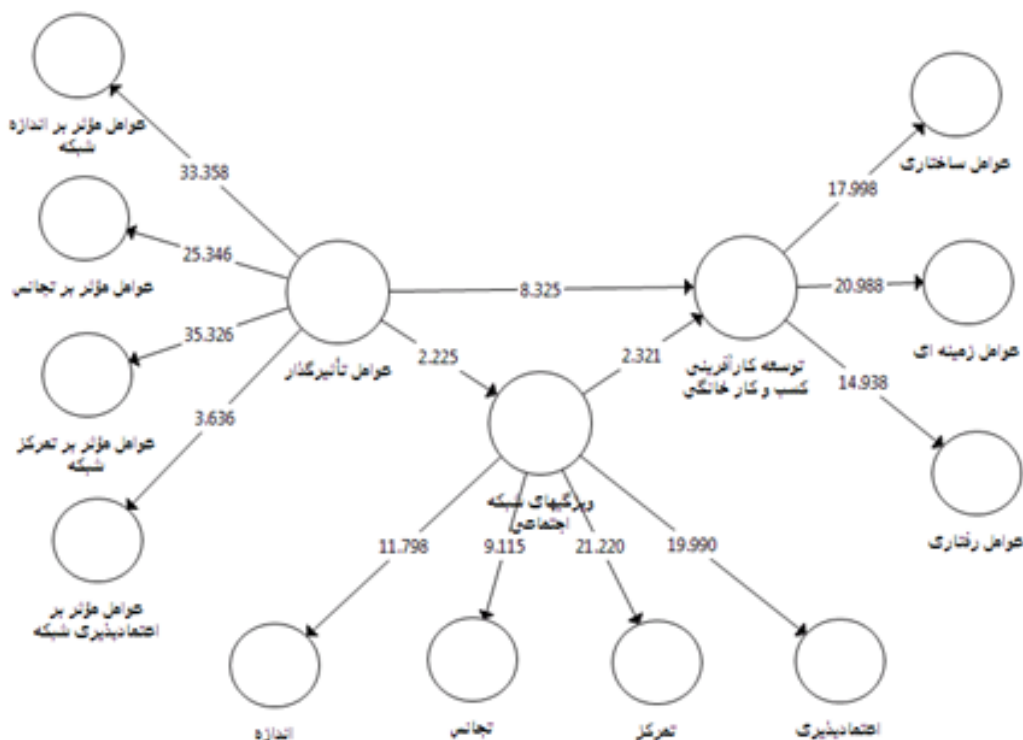 عوامل مؤثر بر اندازه
شبکه
33.358
عوامل مؤثر بر تجانس
25.346
عوامل مؤثر بر تمرکز
شبکه
35.326
عوامل مؤثر بر
اعتمادپذیری شبکه
3.636
عوامل تأثیرگذار
8.325
2.225
2.321
توسعه کارآفرینی
کسب و کار خانگی
17.998
عوامل ساختاری
20.988
عوامل زمینه ای
14.938
عوامل رفتاری
ویژگیهای شبکه
اجتماعی
11.798
9.115
21.220
19.990
اندازه
تجانس
تمرکز
اعتمادپذیری